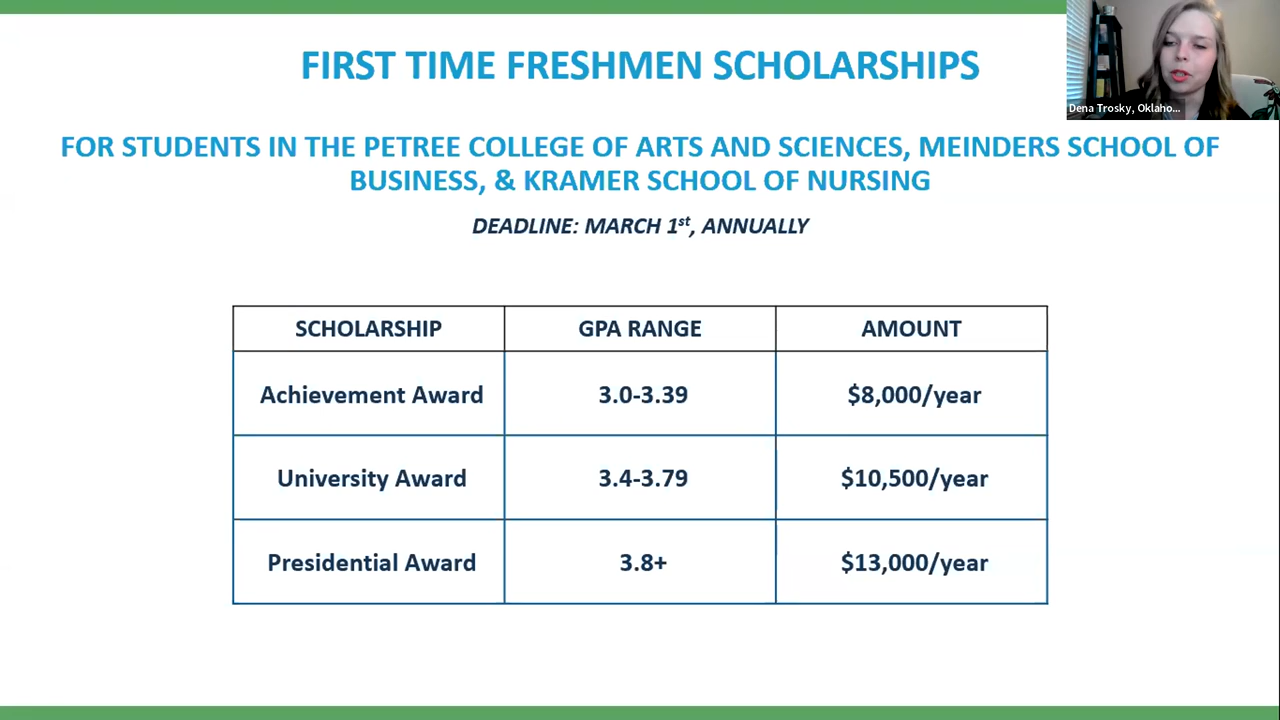 FIRST TIME FRESHMEN SCHOLARSHIPS
Dena Trosky, Oklaho...
FOR STUDENTS IN THE PETREE COLLEGE OF ARTS AND SCIENCES, MEINDERS SCHOOL OF
BUSINESS, & KRAMER SCHOOL OF NURSING
DEADLINE: MARCH 1st, ANNUALLY
SCHOLARSHIP GPA RANGE AMOUNT
Achievement Award 3.0-3.39 $8,000/year
University Award 3.4-3.79 $10,500/year
Presidential Award 3.8+ $13,000/year